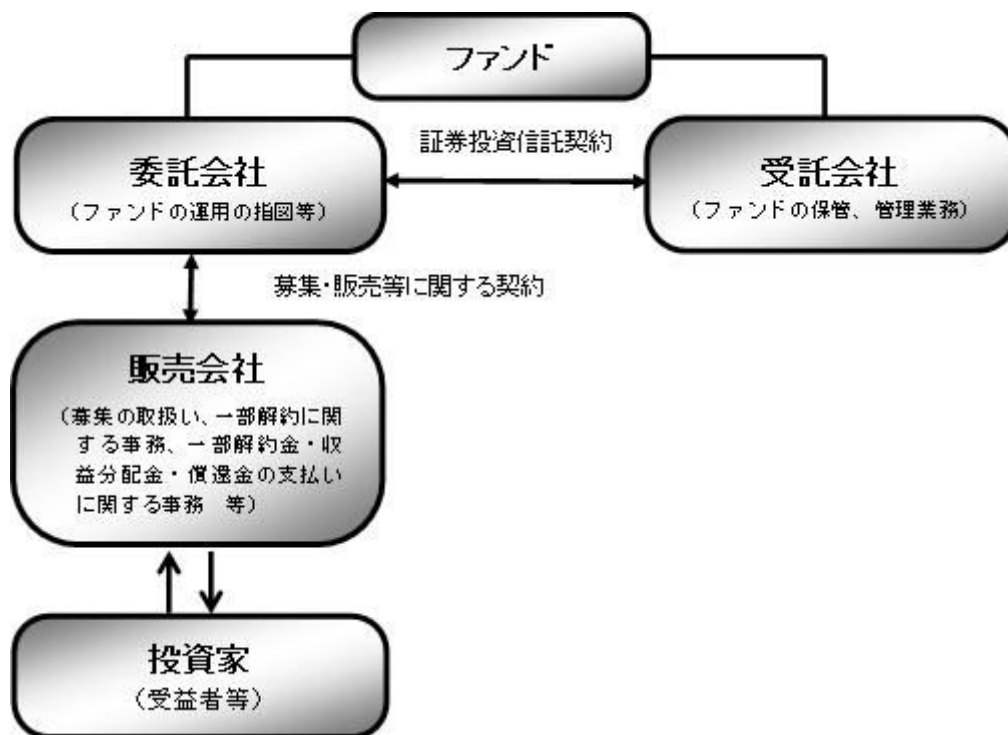 ファンド
証券投資信託契約
委託会社
（ファンドの運用の指図等）
受託会社
（ファンドの保管、管理業務）
募集・販売等に関する契約
販売会社
（募集の取扱い、一部解約に関
する事務、一部解約金・収
益分配金・償還金の支払い
に関する事務　等）
投資家
（受益者等）